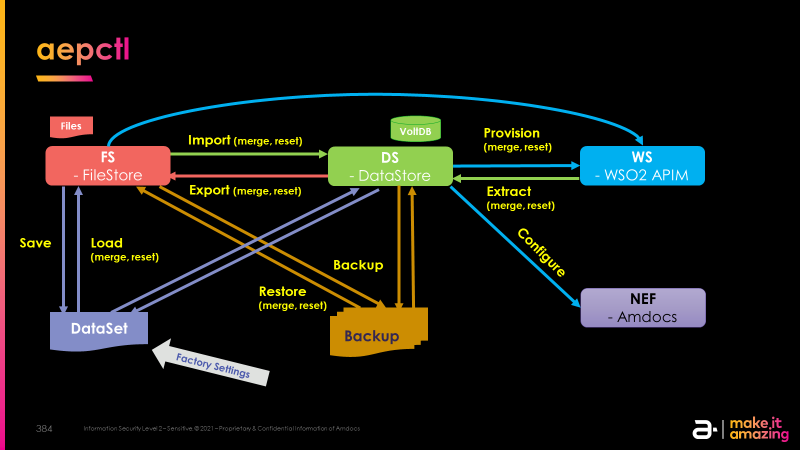 aepctl
Files
VoltDB
FS
- FileStore
Import (merge, reset)
Export (merge, reset)
DS
- DataStore
Provision
(merge, reset)
Extract
(merge, reset)
WS
- WSO2 APIM
Save
Load
(merge, reset)
Backup
Restore
(merge, reset)
Configure
NEF
- Amdocs
DataSet
Backup
Factory Settings
384
Information Security Level 2 – Sensitive © 2021 – Proprietary & Confidential Information of Amdocs
a
make it
amazing